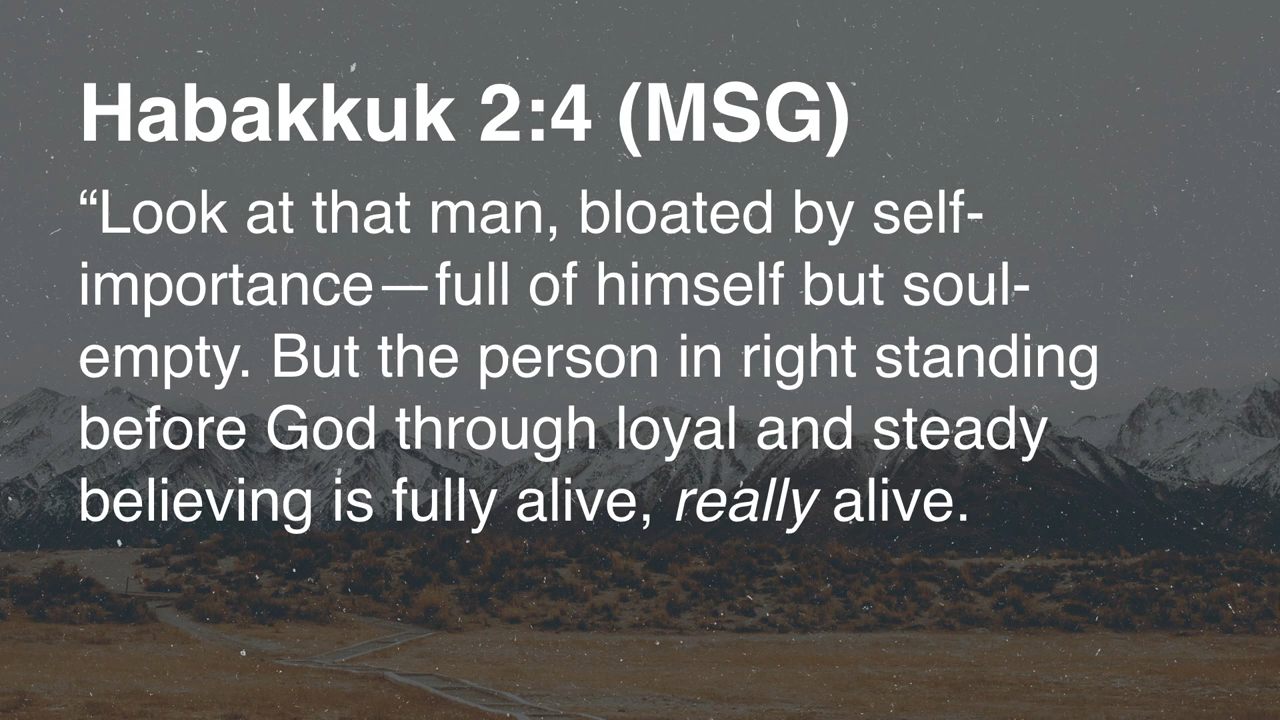 Habakkuk 2:4 (MSG)
“Look at that man, bloated by self-
importance—full of himself but soul-
empty. But the person in right standing
before God through loyal and steady
believing is fully alive, really alive.